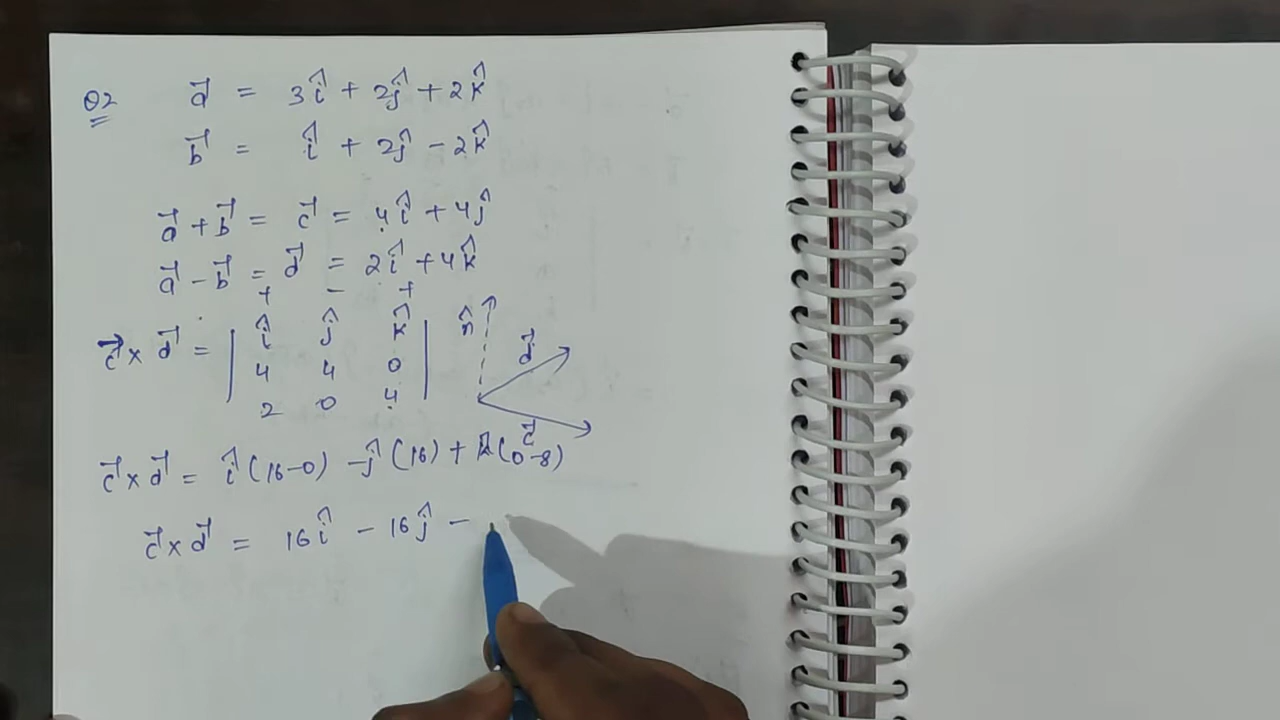 Q2 a⃗ = 3î + 2ĵ + 2k̂
b⃗ = î + 2ĵ - 2k̂
a⃗ + b⃗ = c⃗ = 4î + 4ĵ
a⃗ - b⃗ = d⃗ = 2î + 4k̂
+ - +
c⃗ × d⃗ = | î ĵ k̂ |
4 4 0
2 0 4
n̂
d⃗
c⃗
c⃗ × d⃗ = î (16-0) - ĵ (16) + k̂ (0-8)
c⃗ × d⃗ = 16î - 16ĵ -